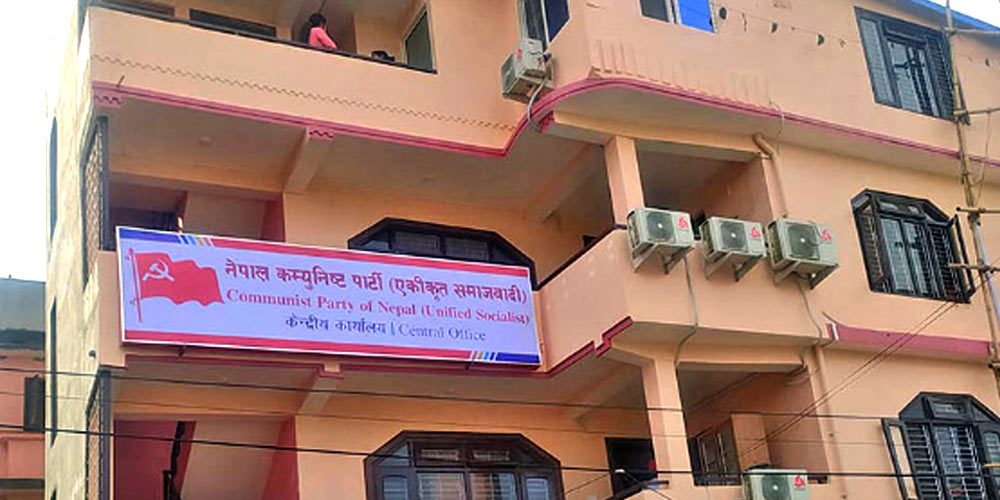 नेपाल कम्युनिष्ट पार्टी (एकीकृत समाजवादी)
Communist Party of Nepal (Unified Socialist)
केन्द्रीय कार्यालय | Central Office